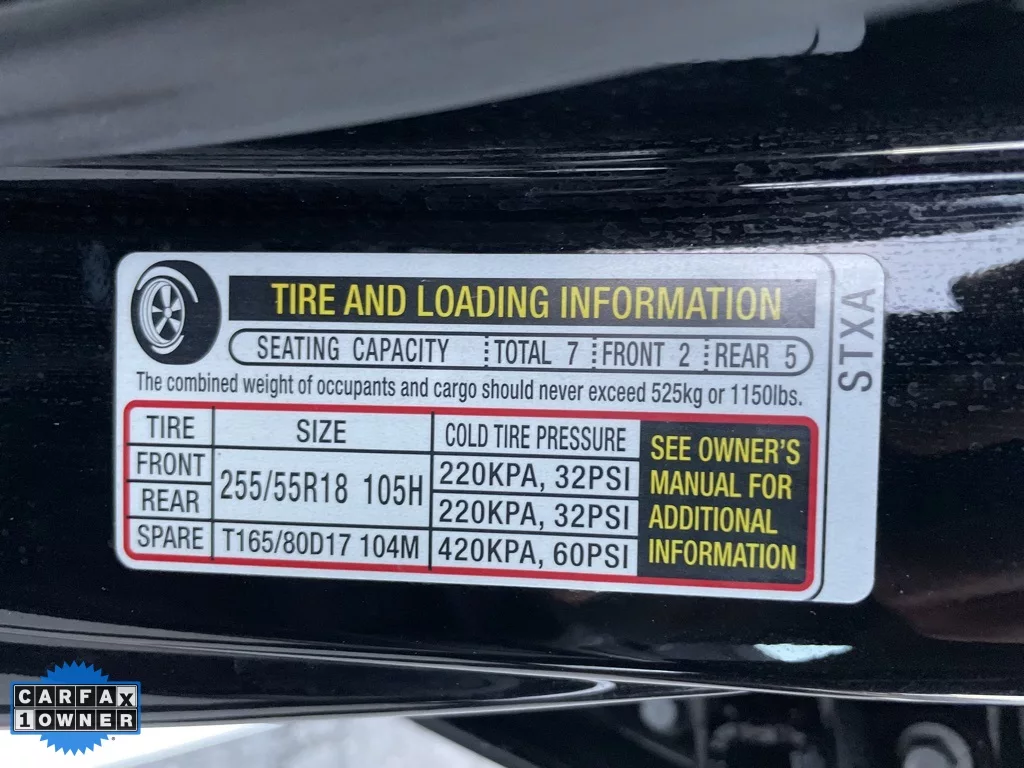 TIRE AND LOADING INFORMATION
SEATING CAPACITY TOTAL 7 FRONT 2 REAR 5
The combined weight of occupants and cargo should never exceed 525kg or 1150lbs.
TIRE SIZE COLD TIRE PRESSURE
FRONT 255/55R18 105H 220KPA, 32PSI
REAR 220KPA, 32PSI
SPARE T165/80D17 104M 420KPA, 60PSI
SEE OWNER'S
MANUAL FOR
ADDITIONAL
INFORMATION
STXA
CARFAX
1 OWNER